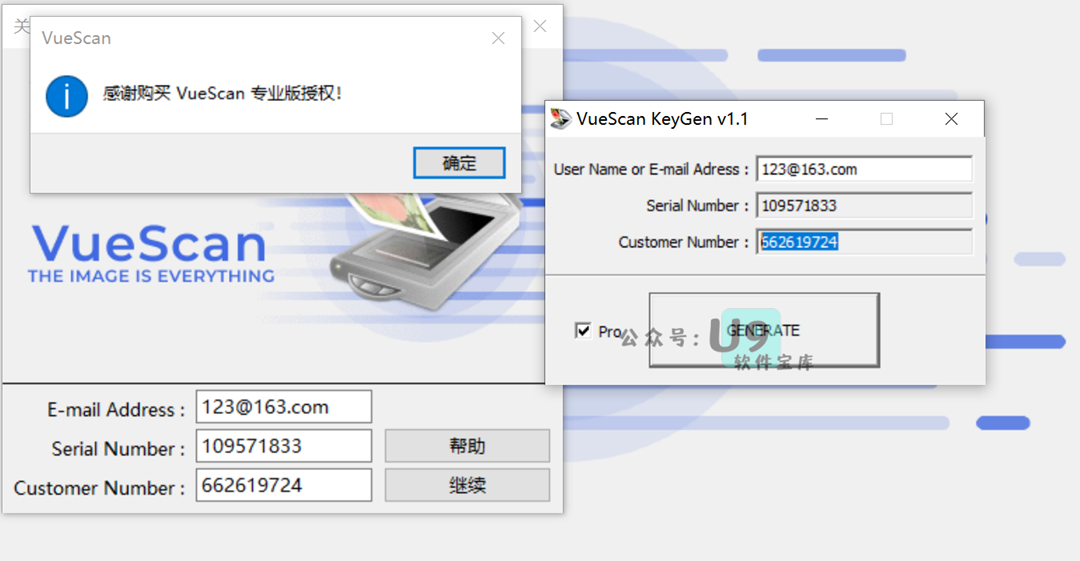 关
VueScan
感谢购买 VueScan 专业版授权!
确定
VueScan
THE IMAGE IS EVERYTHING
E-mail Address : 123@163.com
Serial Number : 109571833 帮助
Customer Number : 662619724 继续
VueScan KeyGen v1.1
User Name or E-mail Adress : 123@163.com
Serial Number : 109571833
Customer Number : 662619724
Pro
GENERATE
公众号: U9
软件宝库